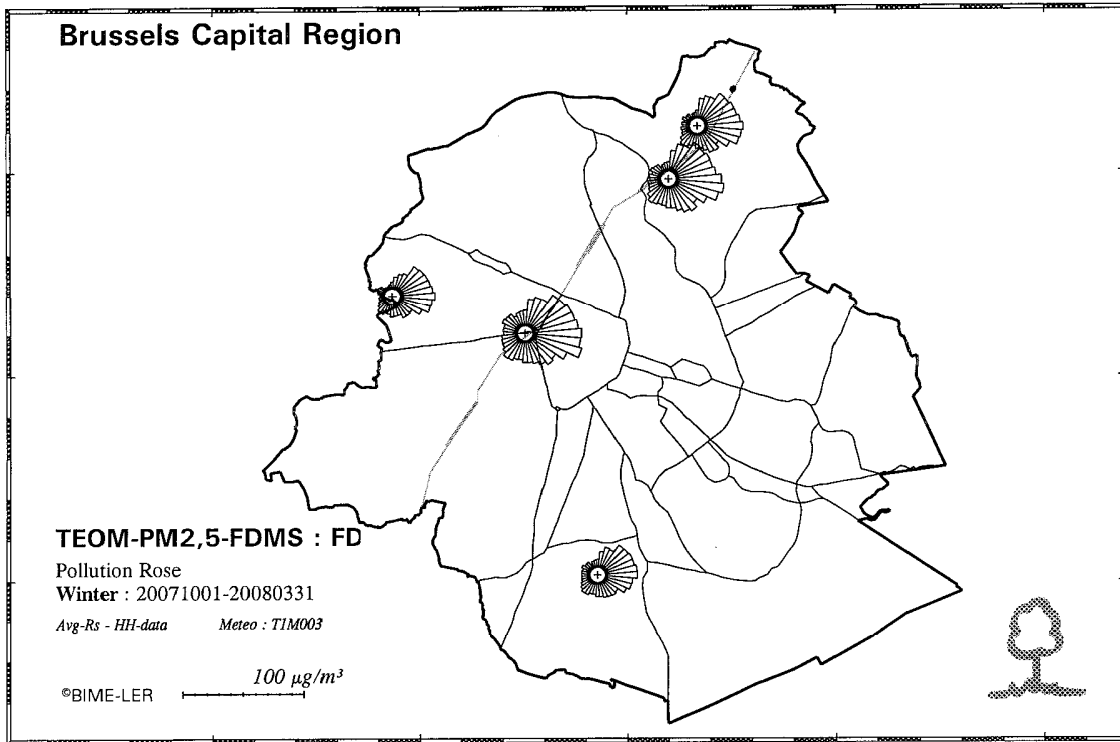 Brussels Capital Region
TEOM-PM2,5-FDMS : FD
Pollution Rose
Winter : 20071001-20080331
Avg-Rs - HH-data Meteo : T1M003
100 µg/m³
©BIME-LER